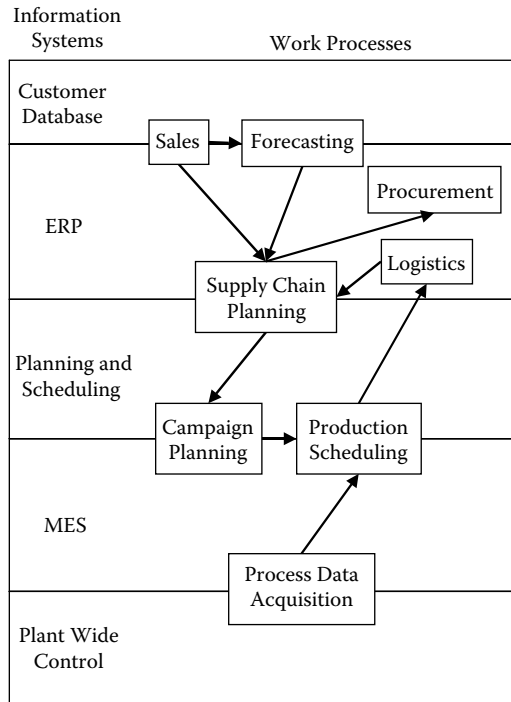 Information
Systems
Work Processes
Customer
Database
Sales
Forecasting
Procurement
ERP
Logistics
Supply Chain
Planning
Planning and
Scheduling
Campaign
Planning
Production
Scheduling
MES
Process Data
Acquisition
Plant Wide
Control